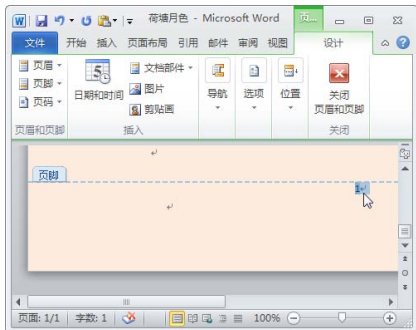 荷塘月色 - Microsoft Word
页...
文件 开始 插入 页面布局 引用 邮件 审阅 视图 设计
页眉
页脚
页码
页眉和页脚
5
日期和时间
文档部件
图片
剪贴画
插入
导航
选项
位置
关闭
页眉和页脚
关闭
页脚
1
页面: 1/1 字数: 1 100%